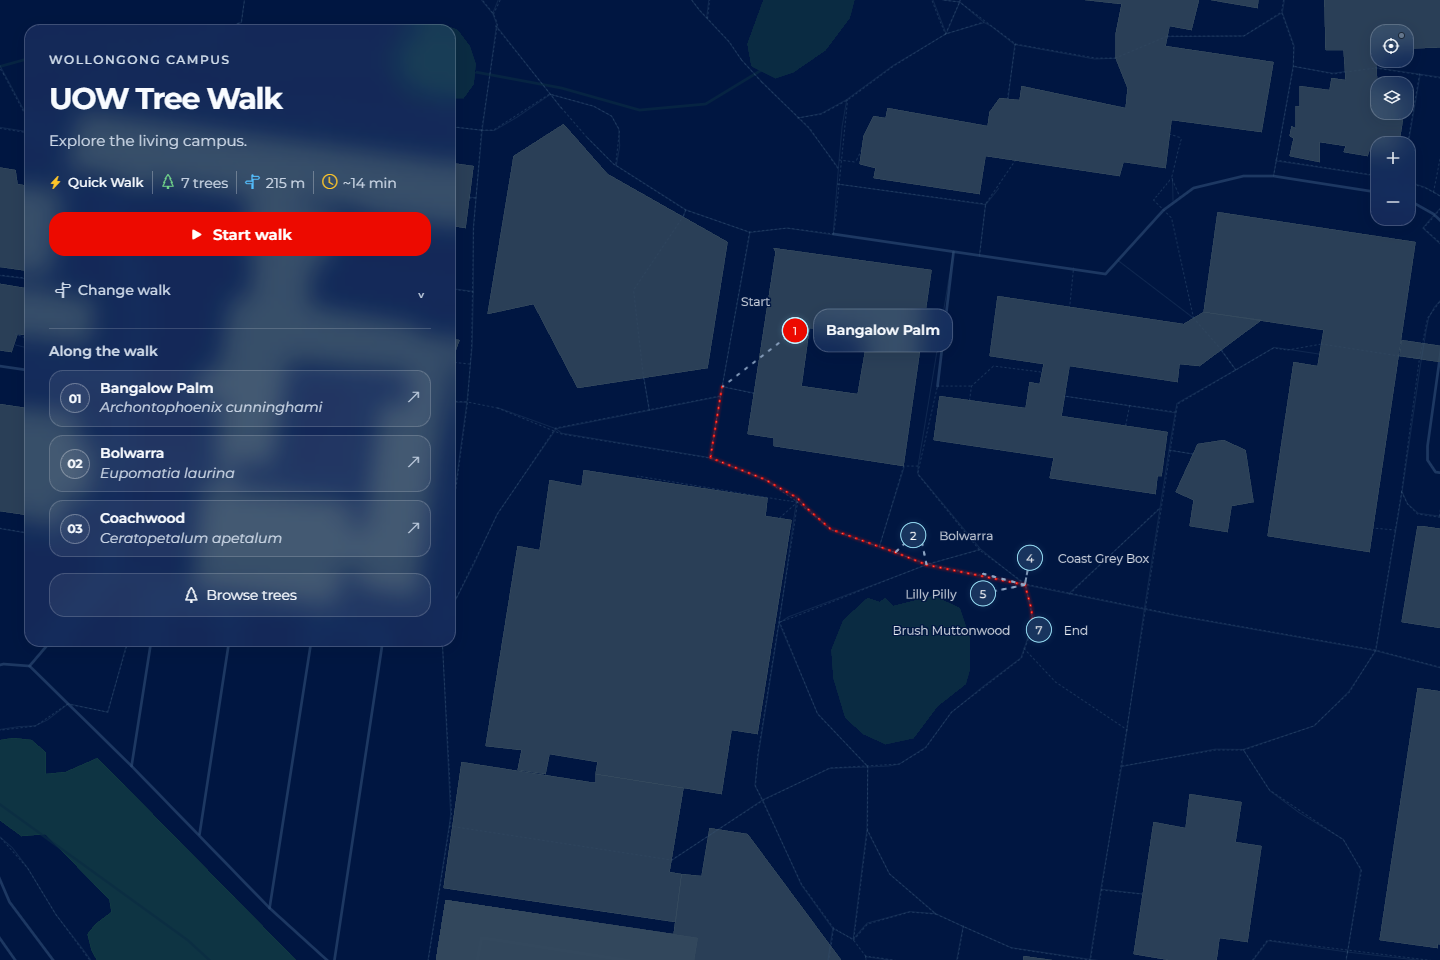 WOLLONGONG CAMPUS
UOW Tree Walk
Explore the living campus.
Quick Walk 7 trees 215 m ~14 min
Start walk
Change walk
Along the walk
01 Bangalow Palm
Archontophoenix cunninghami
02 Bolwarra
Eupomatia laurina
03 Coachwood
Ceratopetalum apetalum
Browse trees
Start
1 Bangalow Palm
2 Bolwarra
4 Coast Grey Box
Lilly Pilly 5
Brush Muttonwood 7 End